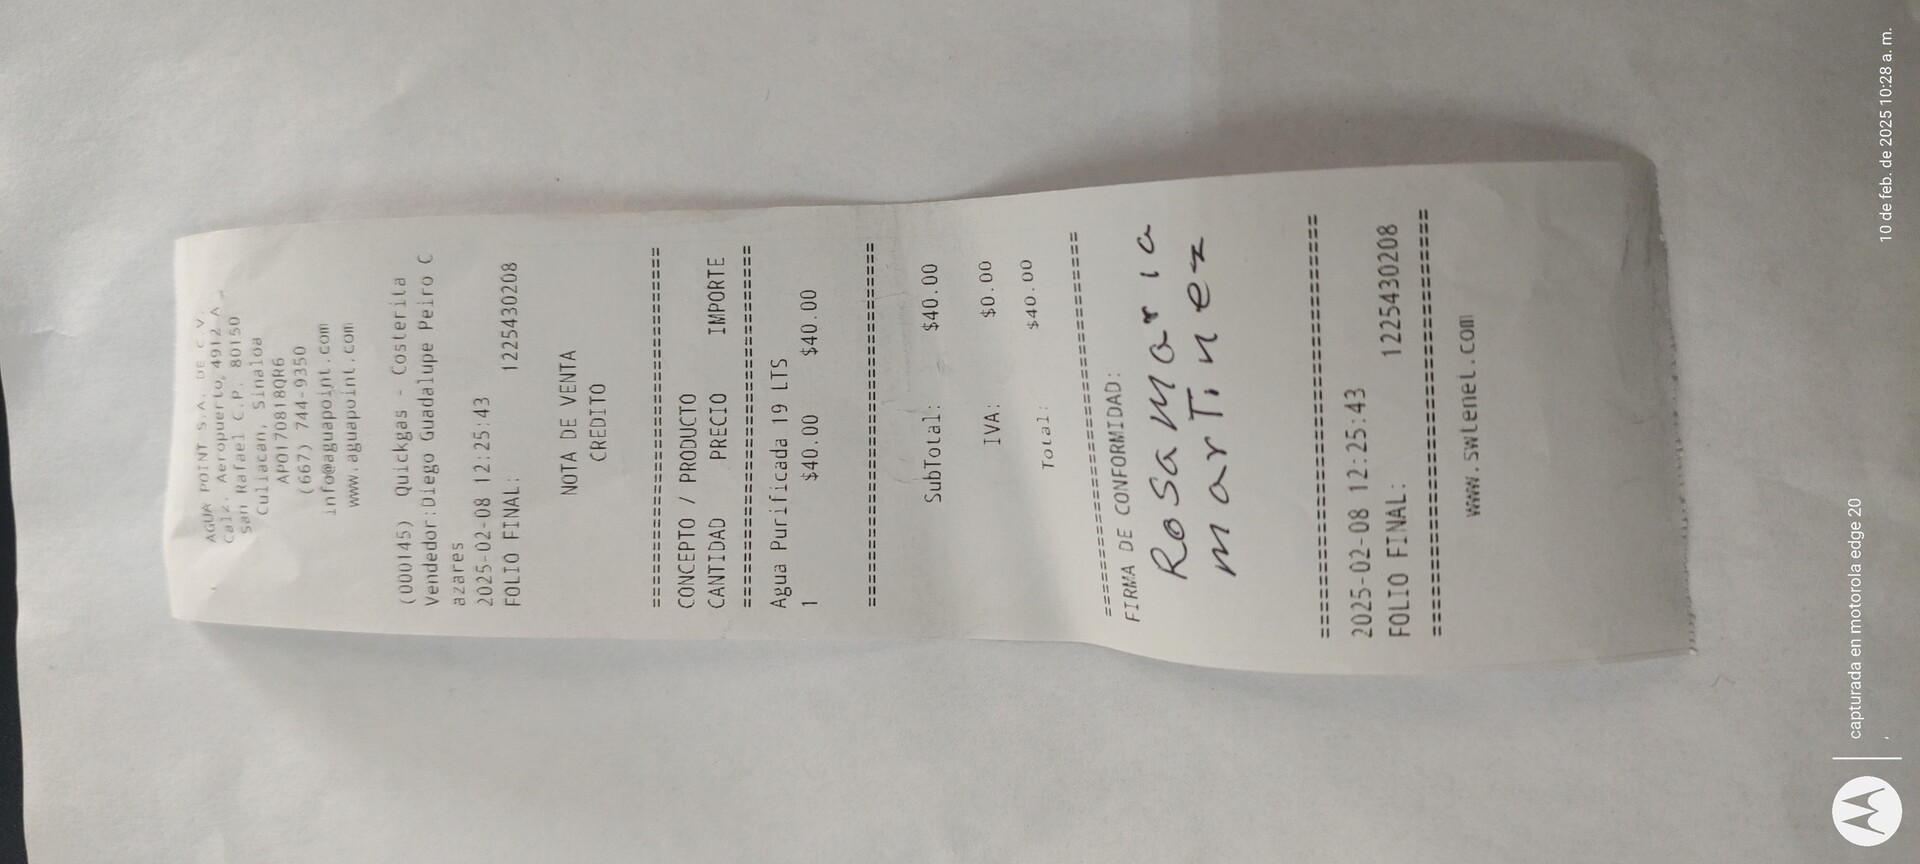 AGUA POINT S.A. DE C.V.
Calz. Aeropuerto, 4912 A
San Rafael C.P. 80150
Culiacan, Sinaloa
APO170818QR6
(667) 744-9350
info@aguapoint.com
www.aguapoint.com
(000145) Quickgas - Costerita
Vendedor:Diego Guadalupe Peiro C
azares
2025-02-08 12:25:43
FOLIO FINAL: 1225430208
NOTA DE VENTA
CREDITO
================================
CONCEPTO / PRODUCTO
CANTIDAD PRECIO IMPORTE
================================
Agua Purificada 19 LTS
1 $40.00 $40.00
================================
SubTotal: $40.00
IVA: $0.00
Total: $40.00
================================
FIRMA DE CONFORMIDAD:
Rosa Maria
marTinez
================================
2025-02-08 12:25:43
FOLIO FINAL: 1225430208
================================
www.swlenel.com
capturada en motorola edge 20
10 de feb. de 2025 10:28 a. m.